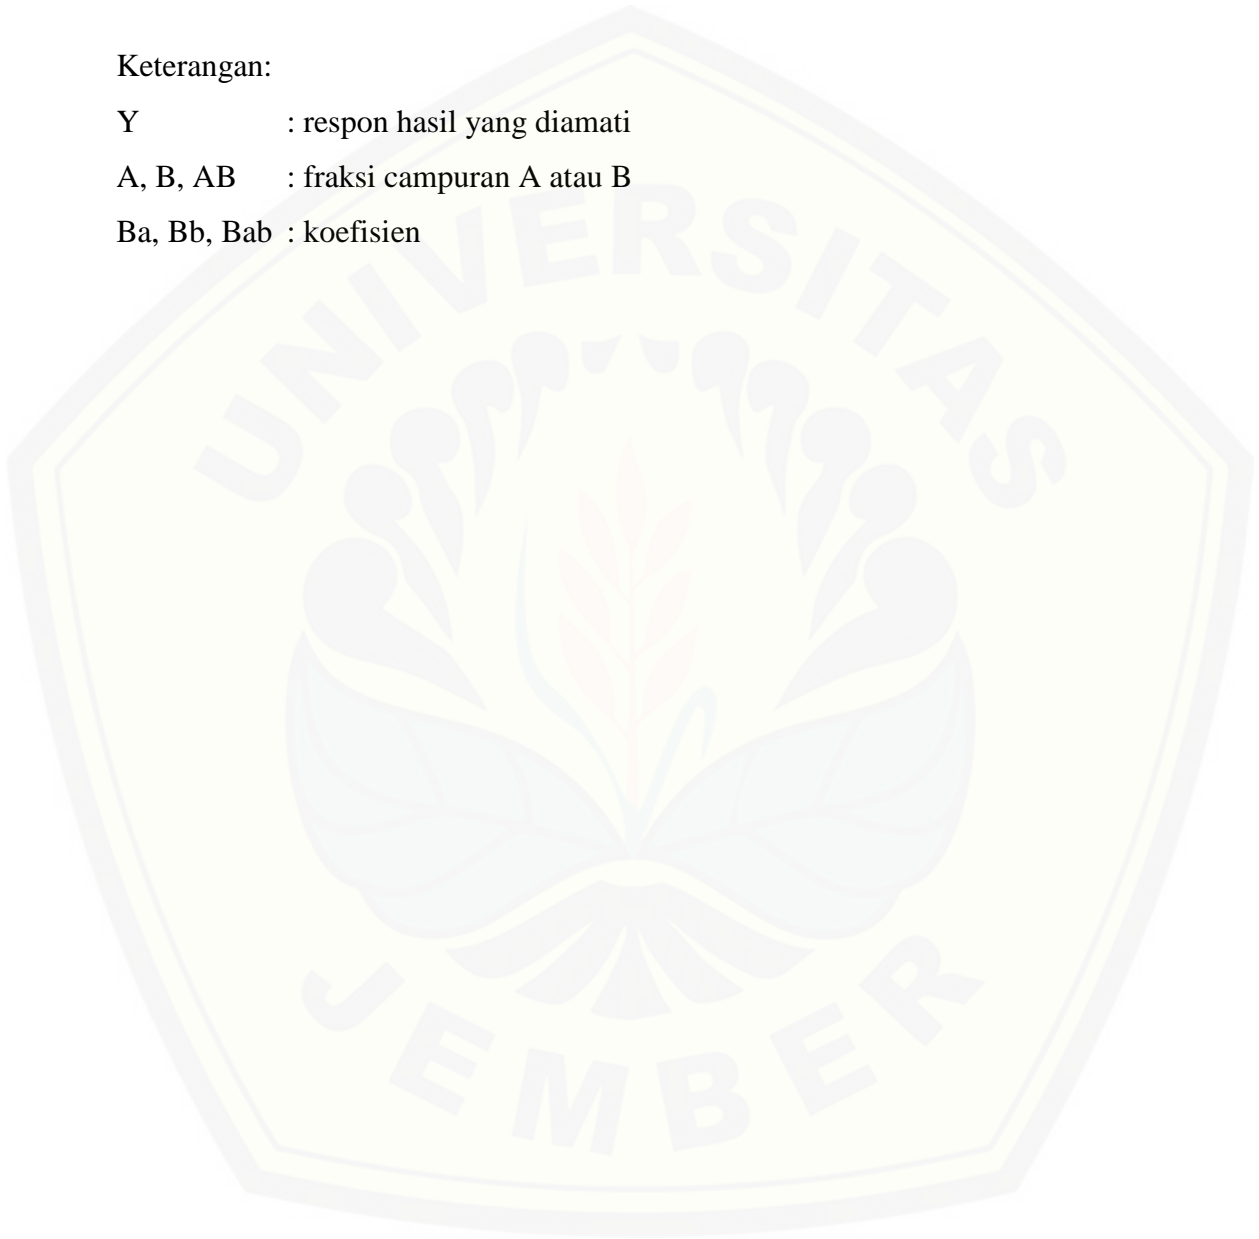 Keterangan:
Y : respon hasil yang diamati
A, B, AB : fraksi campuran A atau B
Ba, Bb, Bab : koefisien
UNIVERSITAS
JEMBER